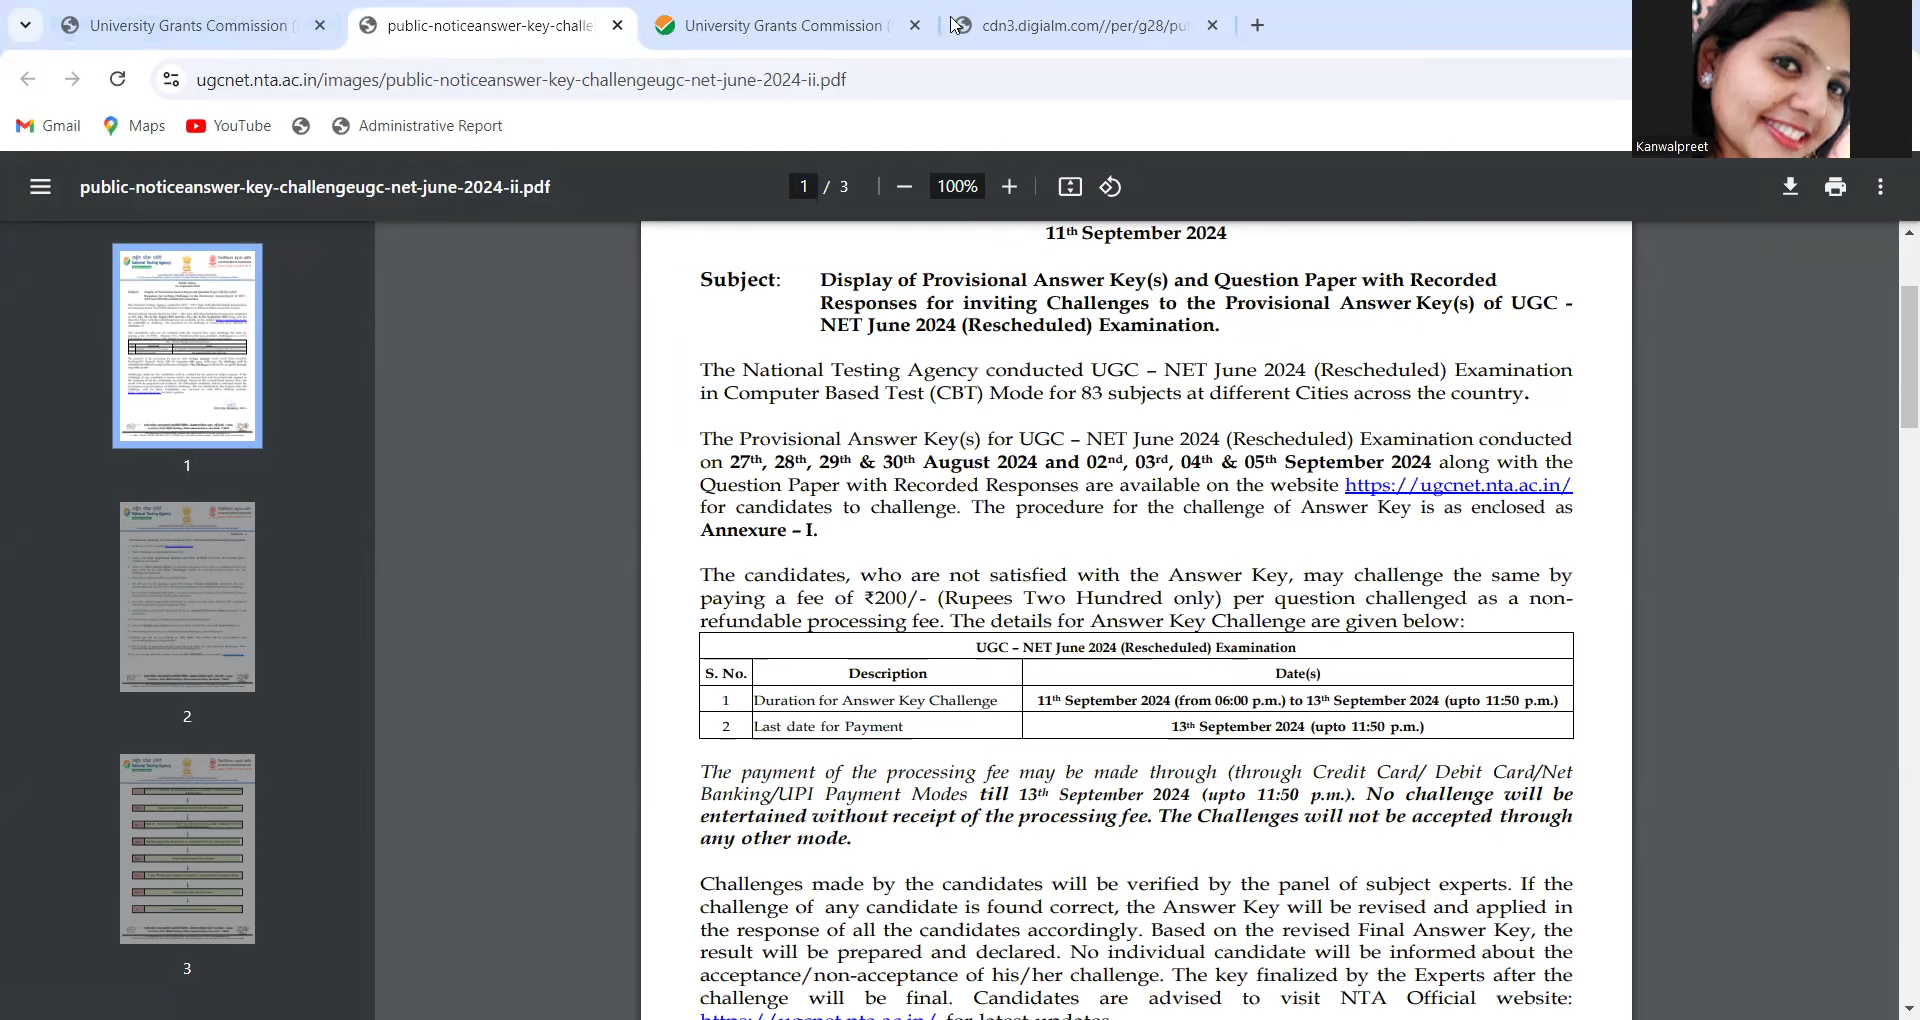 University Grants Commission (
public-noticeanswer-key-challe
University Grants Commission (
cdn3.digialm.com//per/g28/pu
ugcnet.nta.ac.in/images/public-noticeanswer-key-challengeugc-net-june-2024-ii.pdf
Gmail
Maps
YouTube
Administrative Report
Kanwalpreet
public-noticeanswer-key-challengeugc-net-june-2024-ii.pdf
1 / 3
100%
11th September 2024
Subject: Display of Provisional Answer Key(s) and Question Paper with Recorded
Responses for inviting Challenges to the Provisional Answer Key(s) of UGC -
NET June 2024 (Rescheduled) Examination.
The National Testing Agency conducted UGC – NET June 2024 (Rescheduled) Examination
in Computer Based Test (CBT) Mode for 83 subjects at different Cities across the country.
The Provisional Answer Key(s) for UGC – NET June 2024 (Rescheduled) Examination conducted
on 27th, 28th, 29th & 30th August 2024 and 02nd, 03rd, 04th & 05th September 2024 along with the
Question Paper with Recorded Responses are available on the website https://ugcnet.nta.ac.in/
for candidates to challenge. The procedure for the challenge of Answer Key is as enclosed as
Annexure – I.
The candidates, who are not satisfied with the Answer Key, may challenge the same by
paying a fee of ₹200/- (Rupees Two Hundred only) per question challenged as a non-
refundable processing fee. The details for Answer Key Challenge are given below:
UGC – NET June 2024 (Rescheduled) Examination
S. No. Description Date(s)
1 Duration for Answer Key Challenge 11th September 2024 (from 06:00 p.m.) to 13th September 2024 (upto 11:50 p.m.)
2 Last date for Payment 13th September 2024 (upto 11:50 p.m.)
The payment of the processing fee may be made through (through Credit Card/ Debit Card/Net
Banking/UPI Payment Modes till 13th September 2024 (upto 11:50 p.m.). No challenge will be
entertained without receipt of the processing fee. The Challenges will not be accepted through
any other mode.
Challenges made by the candidates will be verified by the panel of subject experts. If the
challenge of any candidate is found correct, the Answer Key will be revised and applied in
the response of all the candidates accordingly. Based on the revised Final Answer Key, the
result will be prepared and declared. No individual candidate will be informed about the
acceptance/non-acceptance of his/her challenge. The key finalized by the Experts after the
challenge will be final. Candidates are advised to visit NTA Official website:
https://ugcnet.nta.ac.in/ for latest updates.
1
2
3